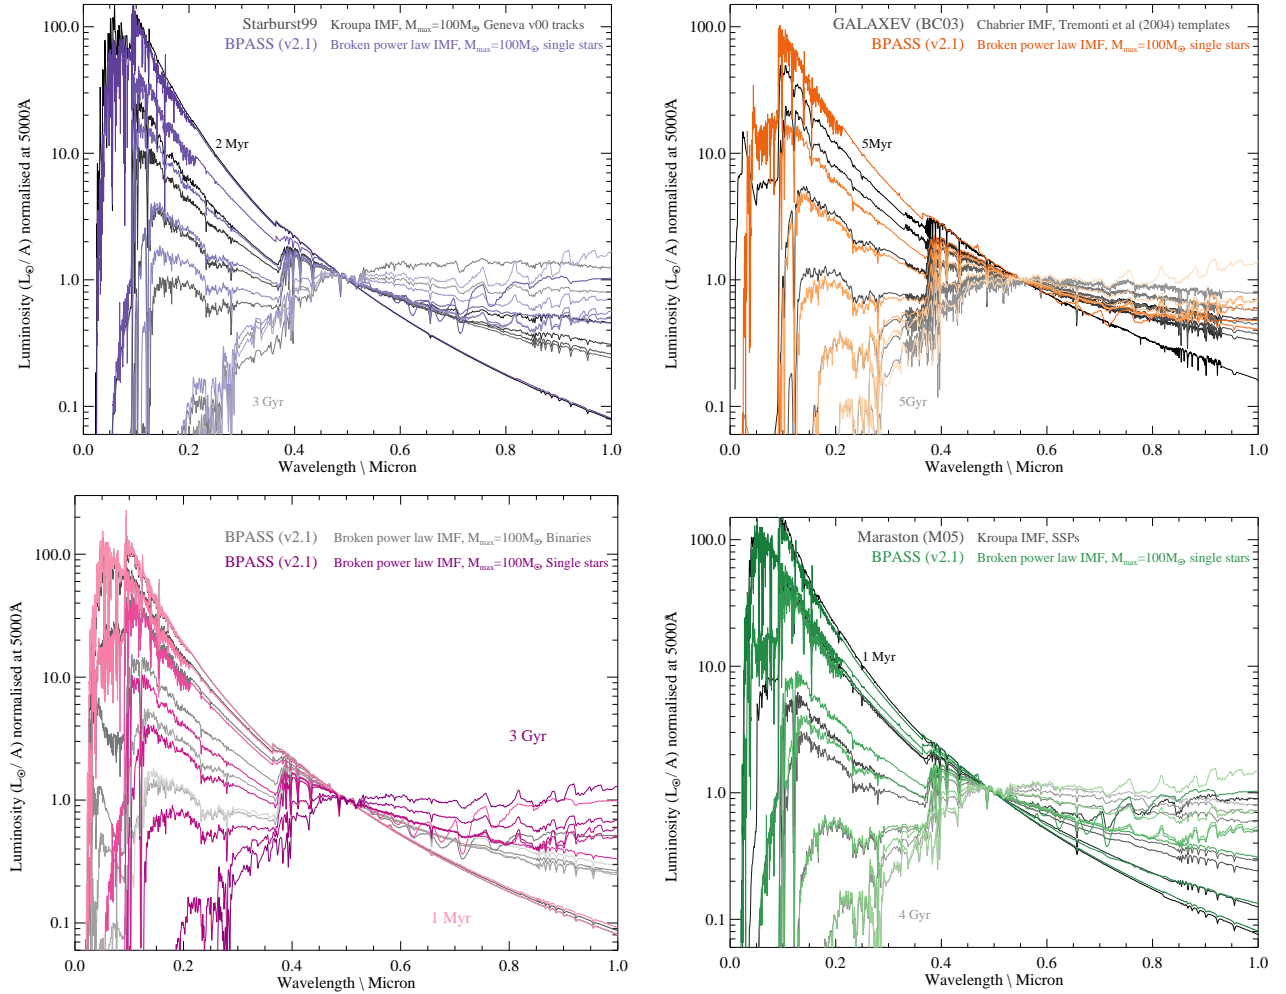 Starburst99 Kroupa IMF, Mmax=100M☉, Geneva v00 tracks
BPASS (v2.1) Broken power law IMF, Mmax=100M☉ single stars
100.0
10.0
1.0
0.1
2 Myr
3 Gyr
Luminosity (L☉/ A) normalised at 5000Å
0.0 0.2 0.4 0.6 0.8 1.0
Wavelength \ Micron
GALAXEV (BC03) Chabrier IMF, Tremonti et al (2004) templates
BPASS (v2.1) Broken power law IMF, Mmax=100M☉, single stars
100.0
10.0
1.0
0.1
5Myr
5Gyr
Luminosity (L☉/ A) normalised at 5000Å
0.0 0.2 0.4 0.6 0.8 1.0
Wavelength \ Micron
BPASS (v2.1) Broken power law IMF, Mmax=100M☉, Binaries
BPASS (v2.1) Broken power law IMF, Mmax=100M☉, Single stars
100.0
10.0
1.0
0.1
3 Gyr
1 Myr
Luminosity (L☉/ A) normalised at 5000Å
0.0 0.2 0.4 0.6 0.8 1.0
Wavelength \ Micron
Maraston (M05) Kroupa IMF, SSPs
BPASS (v2.1) Broken power law IMF, Mmax=100M☉, single stars
100.0
10.0
1.0
0.1
1 Myr
4 Gyr
Luminosity (L☉/ A) normalised at 5000Å
0.0 0.2 0.4 0.6 0.8 1.0
Wavelength \ Micron